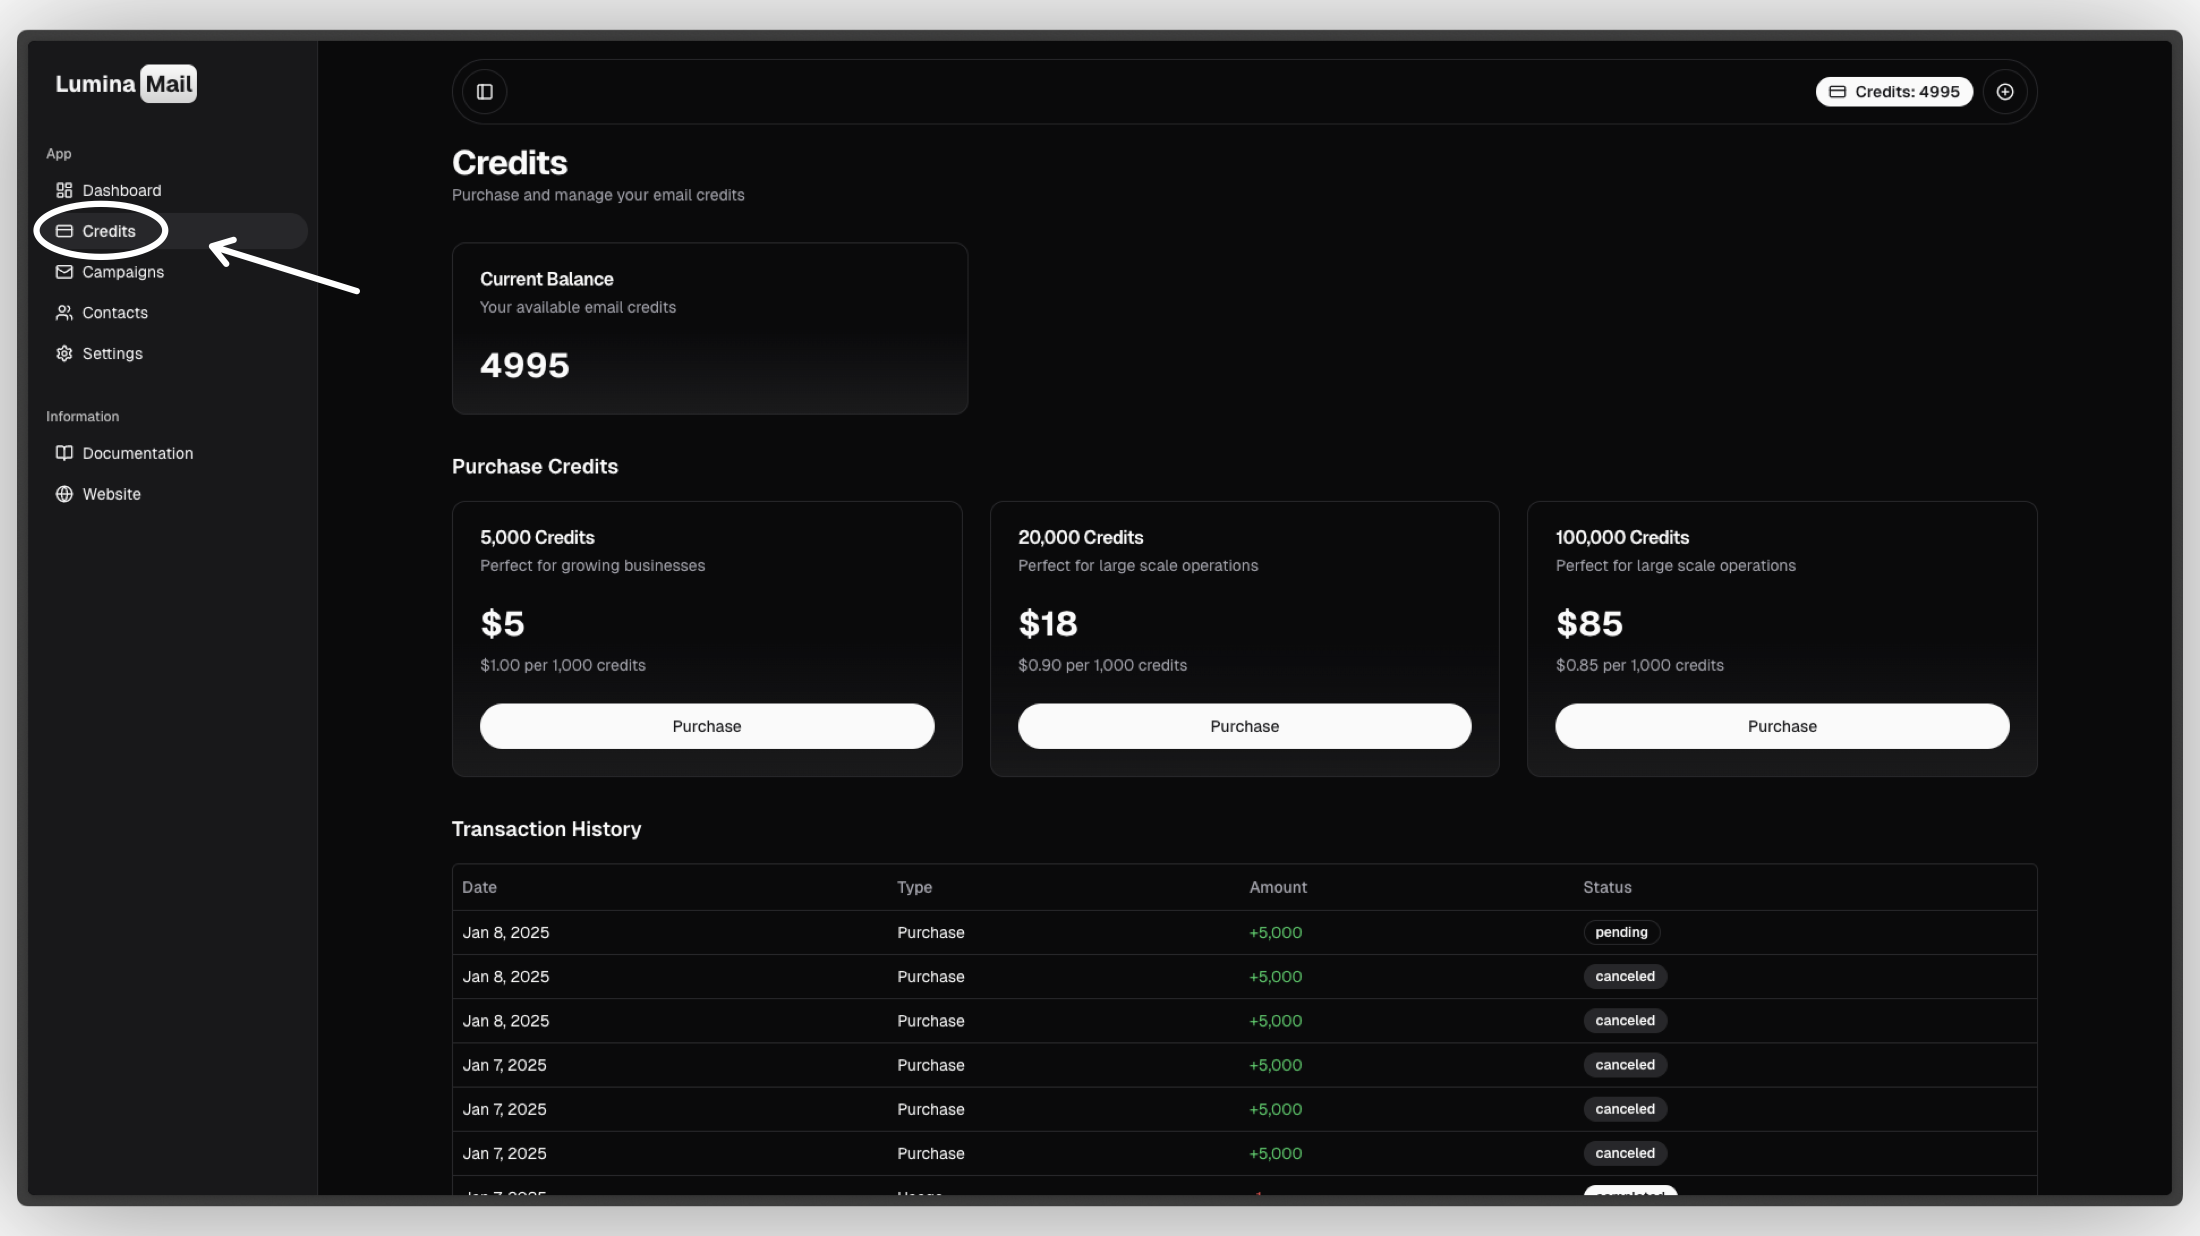 Lumina Mail
App
Dashboard
Credits
Campaigns
Contacts
Settings
Information
Documentation
Website
Credits: 4995
Credits
Purchase and manage your email credits
Current Balance
Your available email credits
4995
Purchase Credits
5,000 Credits
Perfect for growing businesses
$5
$1.00 per 1,000 credits
Purchase
20,000 Credits
Perfect for large scale operations
$18
$0.90 per 1,000 credits
Purchase
100,000 Credits
Perfect for large scale operations
$85
$0.85 per 1,000 credits
Purchase
Transaction History
Date Type Amount Status
Jan 8, 2025 Purchase +5,000 pending
Jan 8, 2025 Purchase +5,000 canceled
Jan 8, 2025 Purchase +5,000 canceled
Jan 7, 2025 Purchase +5,000 canceled
Jan 7, 2025 Purchase +5,000 canceled
Jan 7, 2025 Purchase +5,000 canceled